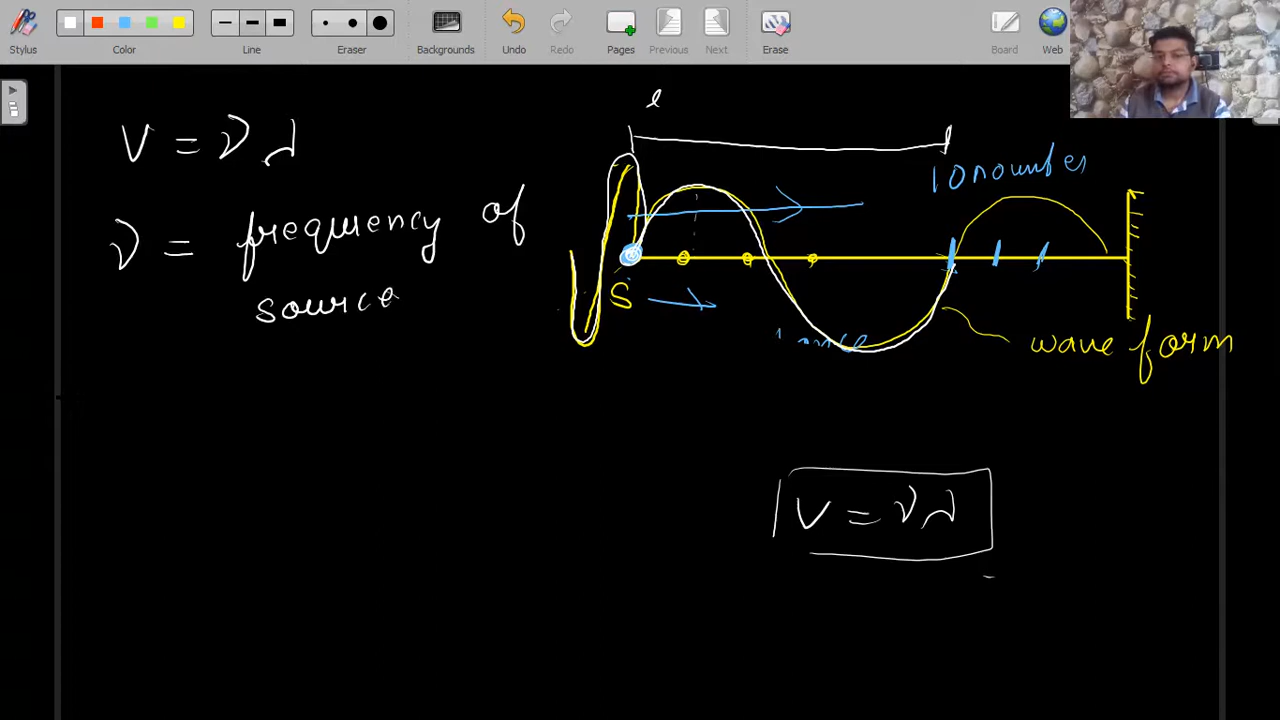 Stylus
Color
Line
Eraser
Backgrounds
Undo
Redo
Pages
Previous
Next
Erase
Board
Web
V = ν λ
ν = frequency of
source
l
10 number
S
wave form
V = ν λ